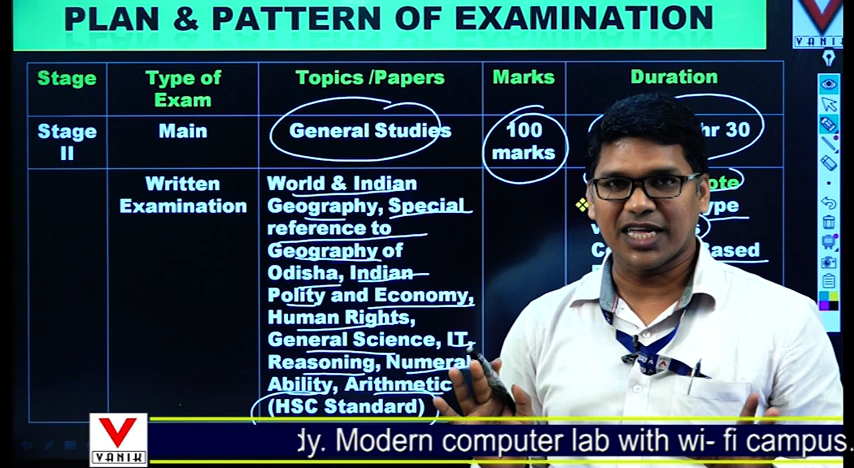 PLAN & PATTERN OF EXAMINATION
VANIK
Stage
Type of
Exam
Topics /Papers
Marks
Duration
Stage
II
Main
General Studies
100
marks
hr 30
Written
Examination
World & Indian
Geography, Special
reference to
Geography of
Odisha, Indian
Polity and Economy,
Human Rights,
General Science, IT,
Reasoning, Numeral
Ability, Arithmetic
(HSC Standard)
Based
VANIK
dy. Modern computer lab with wi- fi campus.